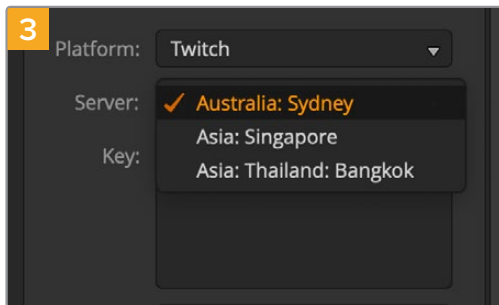 3
Platform: Twitch
Server: Australia: Sydney
Asia: Singapore
Key:
Asia: Thailand: Bangkok